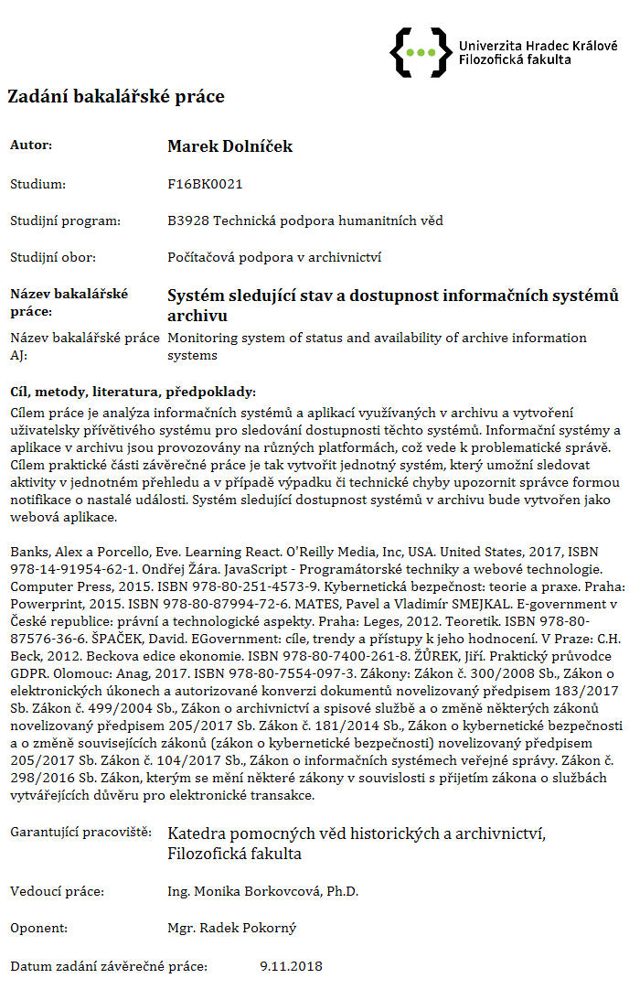 Univerzita Hradec Králové
Filozofická fakulta
Zadání bakalářské práce
Autor: Marek Dolníček
Studium: F16BK0021
Studijní program: B3928 Technická podpora humanitních věd
Studijní obor: Počítačová podpora v archivnictví
Název bakalářské práce: Systém sledující stav a dostupnost informačních systémů archivu
Název bakalářské práce AJ: Monitoring system of status and availability of archive information systems
Cíl, metody, literatura, předpoklady:
Cílem práce je analýza informačních systémů a aplikací využívaných v archivu a vytvoření
uživatelsky přívětivého systému pro sledování dostupnosti těchto systémů. Informační systémy a
aplikace v archivu jsou provozovány na různých platformách, což vede k problematické správě.
Cílem praktické části závěrečné práce je tak vytvořit jednotný systém, který umožní sledovat
aktivity v jednotném přehledu a v případě výpadku či technické chyby upozornit správce formou
notifikace o nastalé události. Systém sledující dostupnost systémů v archivu bude vytvořen jako
webová aplikace.
Banks, Alex a Porcello, Eve. Learning React. O'Reilly Media, Inc, USA. United States, 2017, ISBN
978-14-91954-62-1. Ondřej Žára. JavaScript - Programátorské techniky a webové technologie.
Computer Press, 2015. ISBN 978-80-251-4573-9. Kybernetická bezpečnost: teorie a praxe. Praha:
Powerprint, 2015. ISBN 978-80-87994-72-6. MATES, Pavel a Vladimír SMEJKAL. E-government v
České republice: právní a technologické aspekty. Praha: Leges, 2012. Teoretik. ISBN 978-80-
87576-36-6. ŠPAČEK, David. EGovernment: cíle, trendy a přístupy k jeho hodnocení. V Praze: C.H.
Beck, 2012. Beckova edice ekonomie. ISBN 978-80-7400-261-8. ŽŮREK, Jiří. Praktický průvodce
GDPR. Olomouc: Anag, 2017. ISBN 978-80-7554-097-3. Zákony: Zákon č. 300/2008 Sb., Zákon o
elektronických úkonech a autorizované konverzi dokumentů novelizovaný předpisem 183/2017
Sb. Zákon č. 499/2004 Sb., Zákon o archivnictví a spisové službě a o změně některých zákonů
novelizovaný předpisem 205/2017 Sb. Zákon č. 181/2014 Sb., Zákon o kybernetické bezpečnosti
a o změně souvisejících zákonů (zákon o kybernetické bezpečnosti) novelizovaný předpisem
205/2017 Sb. Zákon č. 104/2017 Sb., Zákon o informačních systémech veřejné správy. Zákon č.
298/2016 Sb. Zákon, kterým se mění některé zákony v souvislosti s přijetím zákona o službách
vytvářejících důvěru pro elektronické transakce.
Garantující pracoviště: Katedra pomocných věd historických a archivnictví,
Filozofická fakulta
Vedoucí práce: Ing. Monika Borkovcová, Ph.D.
Oponent: Mgr. Radek Pokorný
Datum zadání závěrečné práce: 9.11.2018